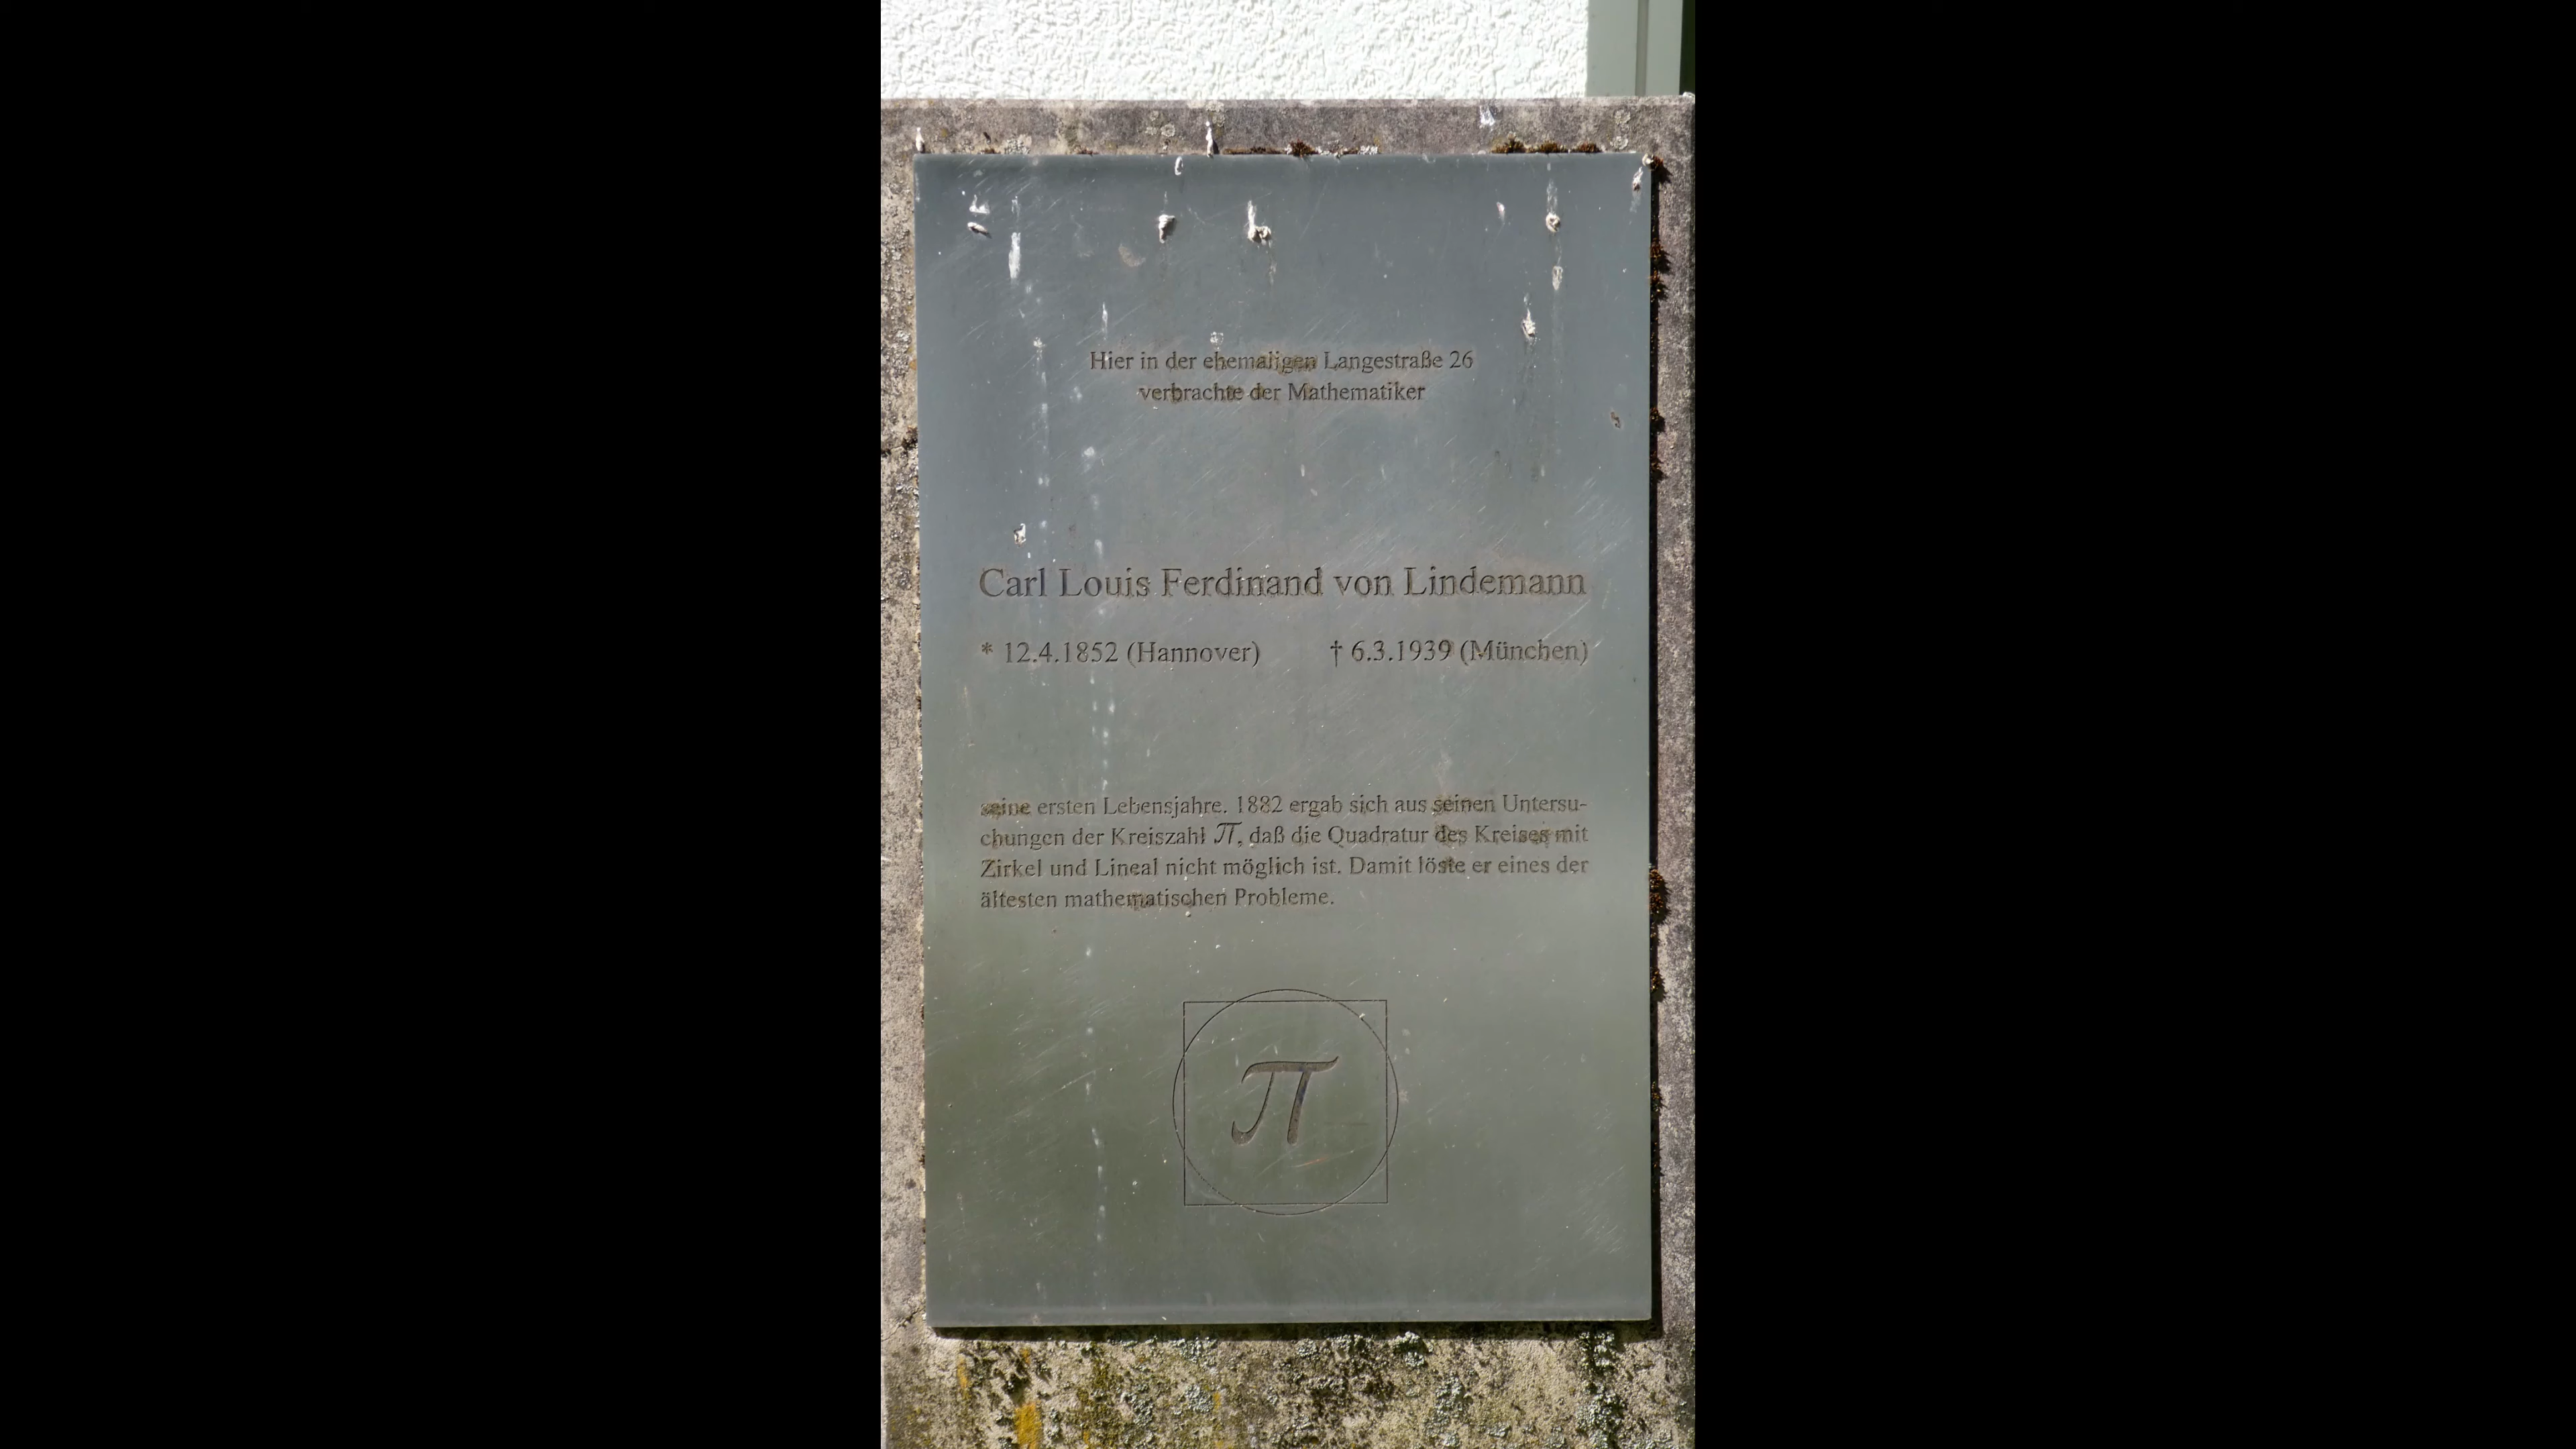 Hier in der ehemaligen Langestraße 26
verbrachte der Mathematiker
Carl Louis Ferdinand von Lindemann
* 12.4.1852 (Hannover) † 6.3.1939 (München)
seine ersten Lebensjahre. 1882 ergab sich aus seinen Untersu-
chungen der Kreiszahl π, daß die Quadratur des Kreises mit
Zirkel und Lineal nicht möglich ist. Damit löste er eines der
ältesten mathematischen Probleme.
π